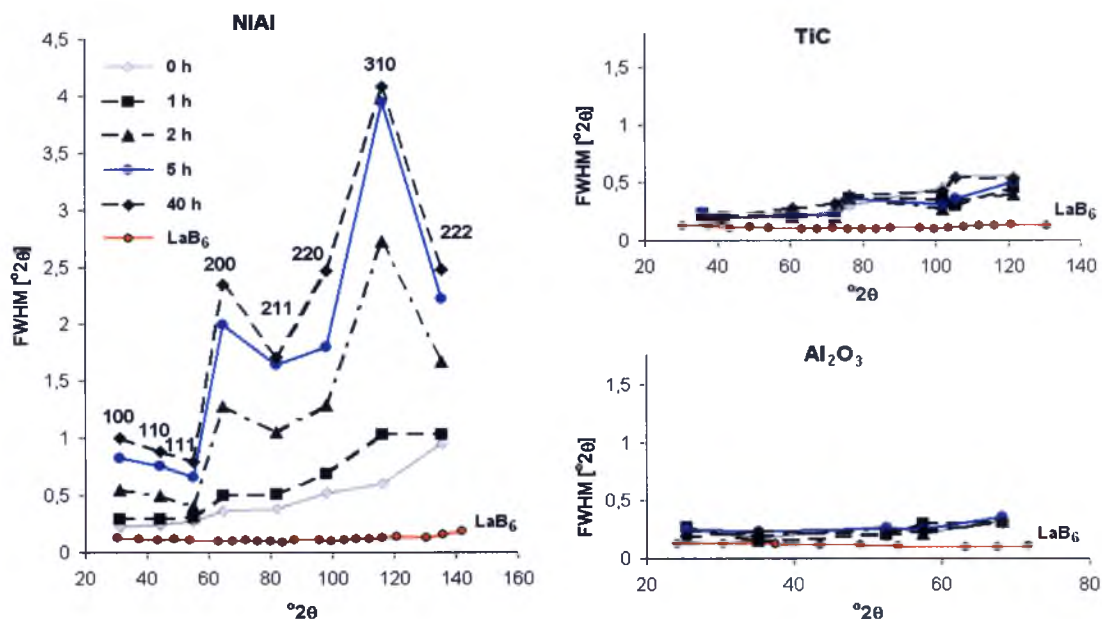 NiAl
4,5
4
3,5
3
2,5
2
1,5
1
0,5
0
FWHM [°2θ]
0 h
1 h
2 h
5 h
40 h
LaB6
100
110
111
200
211
220
310
222
LaB6
20 40 60 80 100 120 140 160
°2θ
TiC
1,5
1
0,5
0
FWHM [°2θ]
LaB6
20 40 60 80 100 120 140
°2θ
Al2O3
1,5
1
0,5
0
FWHM [°2θ]
LaB6
20 40 60 80
°2θ